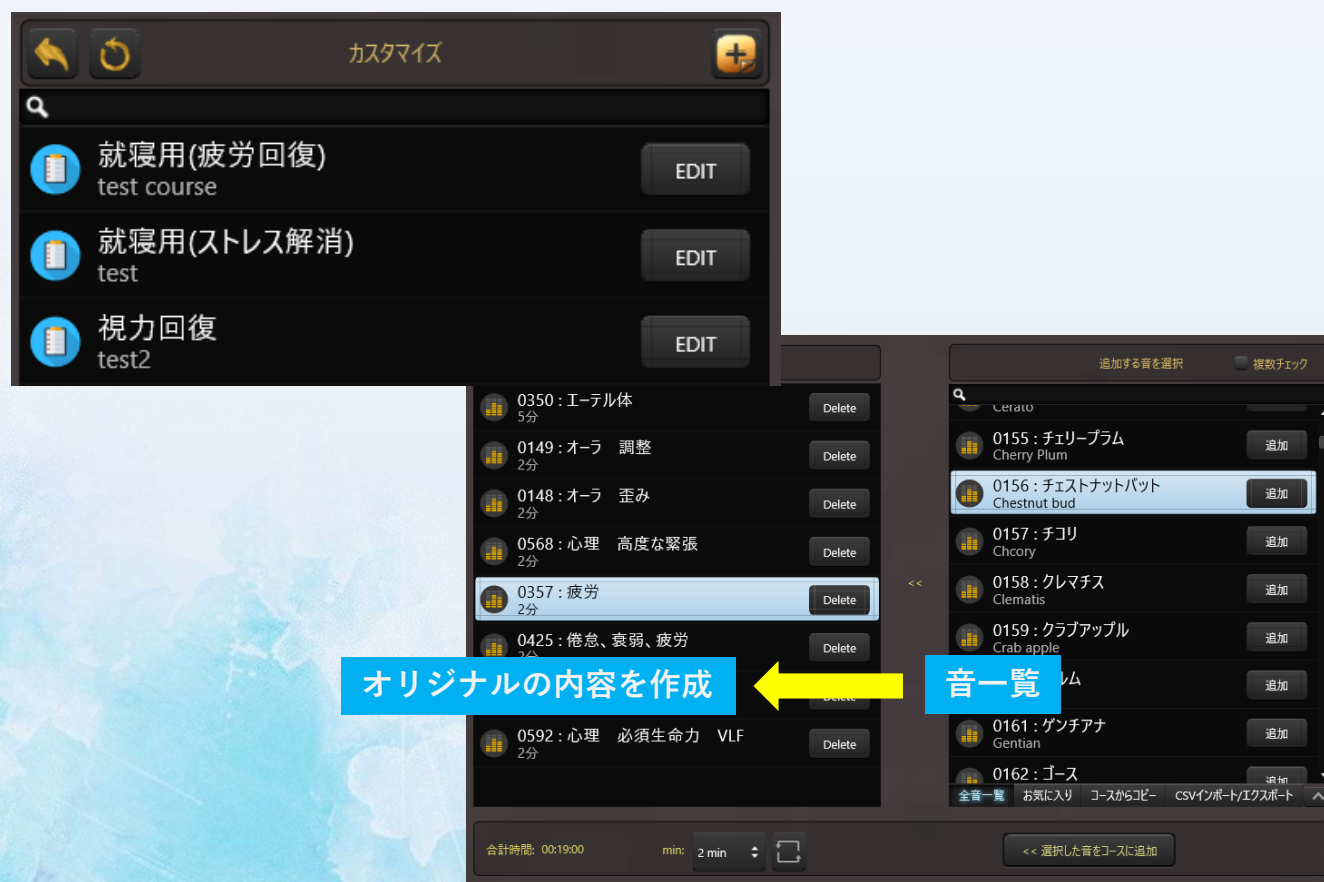 カスタマイズ
就寝用(疲労回復)
test course
EDIT
就寝用(ストレス解消)
test
EDIT
視力回復
test2
EDIT
0350 : エーテル体
5分
Delete
0149 : オーラ　調整
2分
Delete
0148 : オーラ　歪み
2分
Delete
0568 : 心理　高度な緊張
2分
Delete
0357 : 疲労
2分
Delete
0425 : 倦怠、衰弱、疲労
2分
Delete
オリジナルの内容を作成
Delete
0592 : 心理　必須生命力　VLF
2分
Delete
<<
追加する音を選択
複数チェック
Cerato
0155 : チェリープラム
Cherry Plum
追加
0156 : チェストナットバット
Chestnut bud
追加
0157 : チコリ
Chcory
追加
0158 : クレマチス
Clematis
追加
0159 : クラブアップル
Crab apple
追加
音一覧
ルム
追加
0161 : ゲンチアナ
Gentian
追加
0162 : ゴース
追加
全音一覧 お気に入り コースからコピー CSVインポート/エクスポート
合計時間: 00:19:00
min: 2 min
<< 選択した音をコースに追加